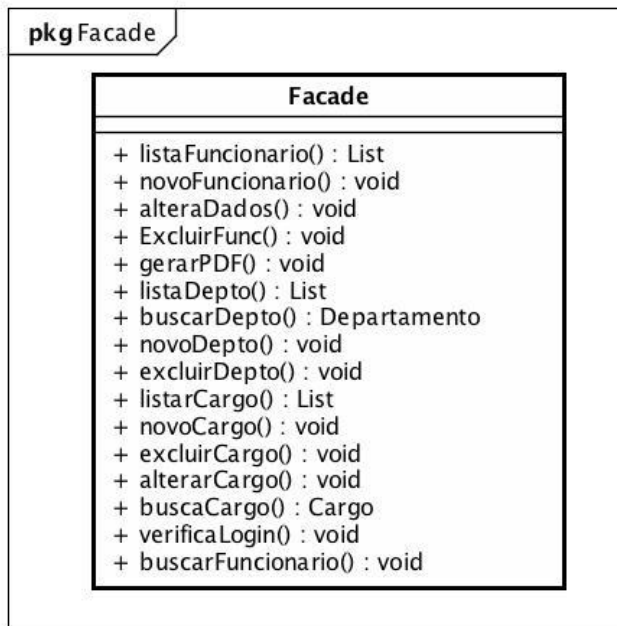 pkg Facade
Facade
+ listaFuncionario() : List
+ novoFuncionario() : void
+ alteraDados() : void
+ ExcluirFunc() : void
+ gerarPDF() : void
+ listaDepto() : List
+ buscarDepto() : Departamento
+ novoDepto() : void
+ excluirDepto() : void
+ listarCargo() : List
+ novoCargo() : void
+ excluirCargo() : void
+ alterarCargo() : void
+ buscaCargo() : Cargo
+ verificaLogin() : void
+ buscarFuncionario() : void